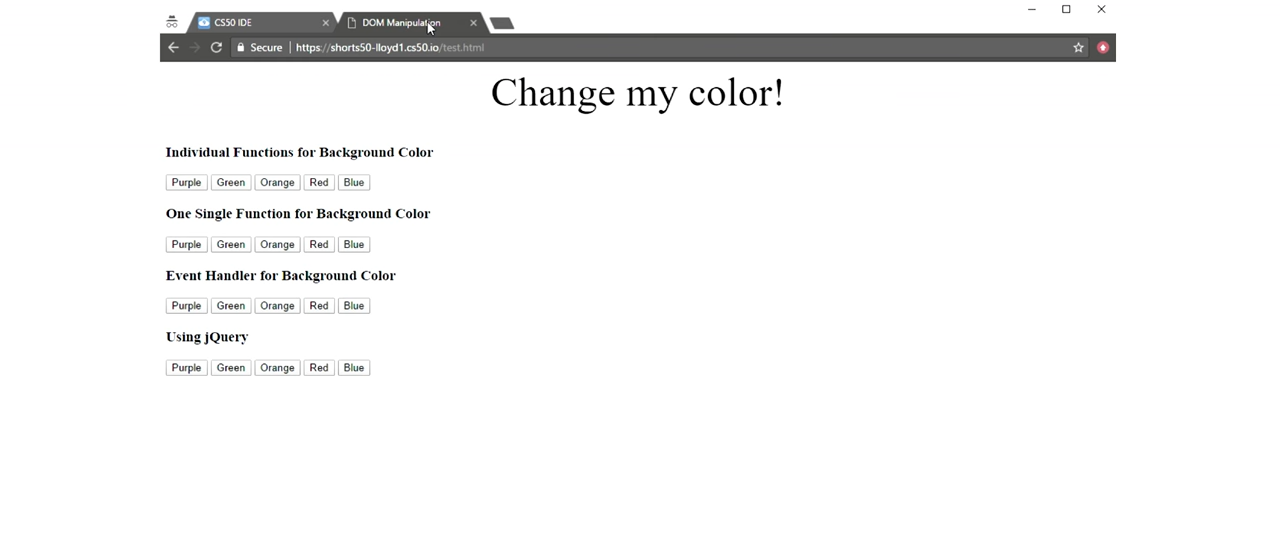 CS50 IDE
DOM Manipulation
Secure https://shorts50-lloyd1.cs50.io/test.html
Change my color!
Individual Functions for Background Color
Purple Green Orange Red Blue
One Single Function for Background Color
Purple Green Orange Red Blue
Event Handler for Background Color
Purple Green Orange Red Blue
Using jQuery
Purple Green Orange Red Blue